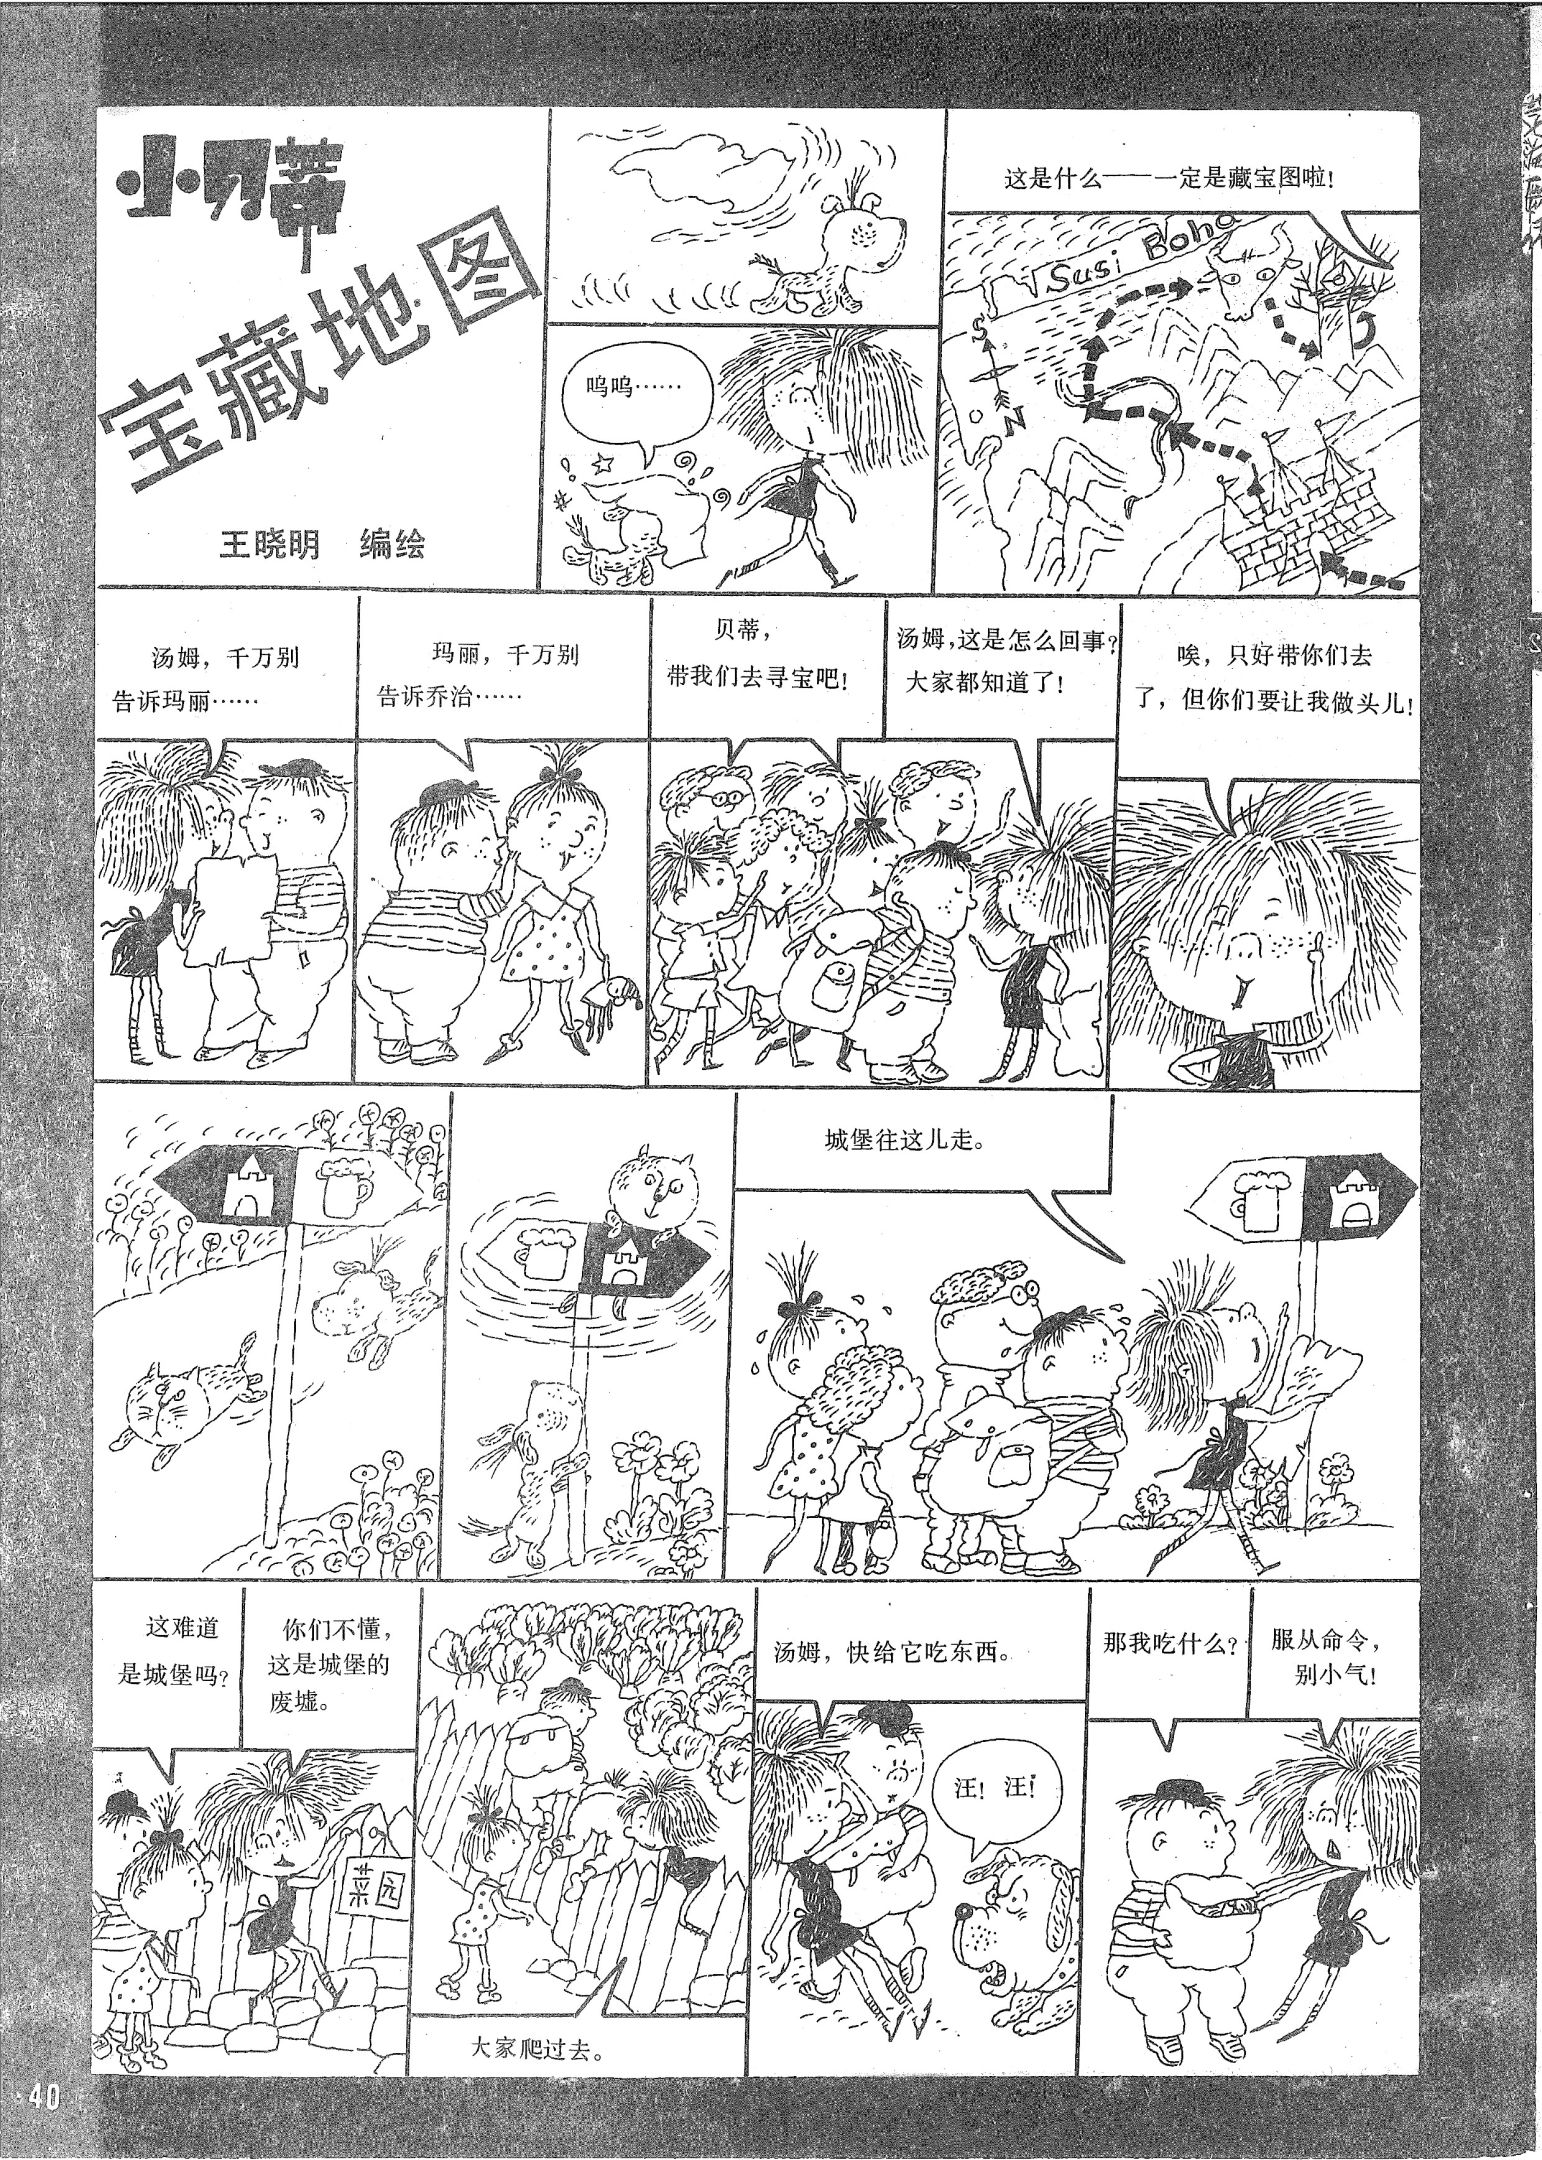 小贝蒂
宝藏地图
王晓明 编绘
这是什么——一定是藏宝图啦！
呜呜……
Susi Boha
S
N
汤姆，千万别
告诉玛丽……
玛丽，千万别
告诉乔治……
贝蒂，
带我们去寻宝吧！
汤姆，这是怎么回事？
大家都知道了！
唉，只好带你们去
了，但你们要让我做头儿！
城堡往这儿走。
这难道
是城堡吗？
你们不懂，
这是城堡的
废墟。
菜园
大家爬过去。
汤姆，快给它吃东西。
汪！汪！
那我吃什么？
服从命令，
别小气！
40